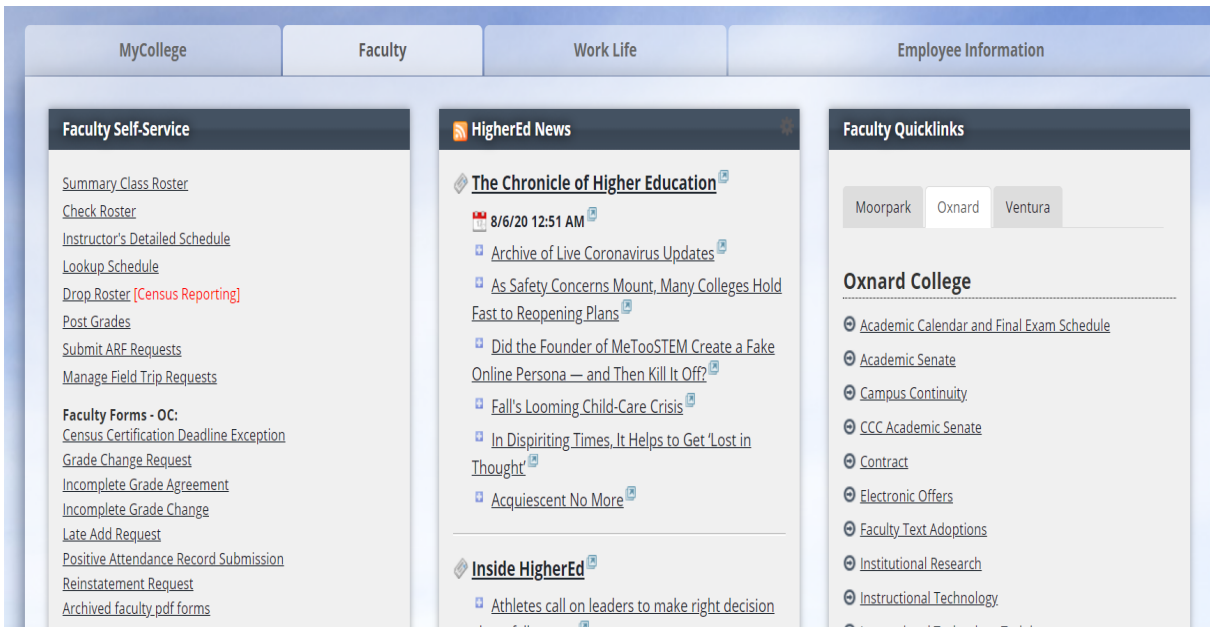 MyCollege
Faculty
Work Life
Employee Information
Faculty Self-Service
Summary Class Roster
Check Roster
Instructor's Detailed Schedule
Lookup Schedule
Drop Roster [Census Reporting]
Post Grades
Submit ARF Requests
Manage Field Trip Requests
Faculty Forms - OC:
Census Certification Deadline Exception
Grade Change Request
Incomplete Grade Agreement
Incomplete Grade Change
Late Add Request
Positive Attendance Record Submission
Reinstatement Request
Archived faculty pdf forms
HigherEd News
The Chronicle of Higher Education
8/6/20 12:51 AM
Archive of Live Coronavirus Updates
As Safety Concerns Mount, Many Colleges Hold
Fast to Reopening Plans
Did the Founder of MeTooSTEM Create a Fake
Online Persona — and Then Kill It Off?
Fall's Looming Child-Care Crisis
In Dispiriting Times, It Helps to Get ‘Lost in
Thought’
Acquiescent No More
Inside HigherEd
Athletes call on leaders to make right decision
Faculty Quicklinks
Moorpark
Oxnard
Ventura
Oxnard College
Academic Calendar and Final Exam Schedule
Academic Senate
Campus Continuity
CCC Academic Senate
Contract
Electronic Offers
Faculty Text Adoptions
Institutional Research
Instructional Technology